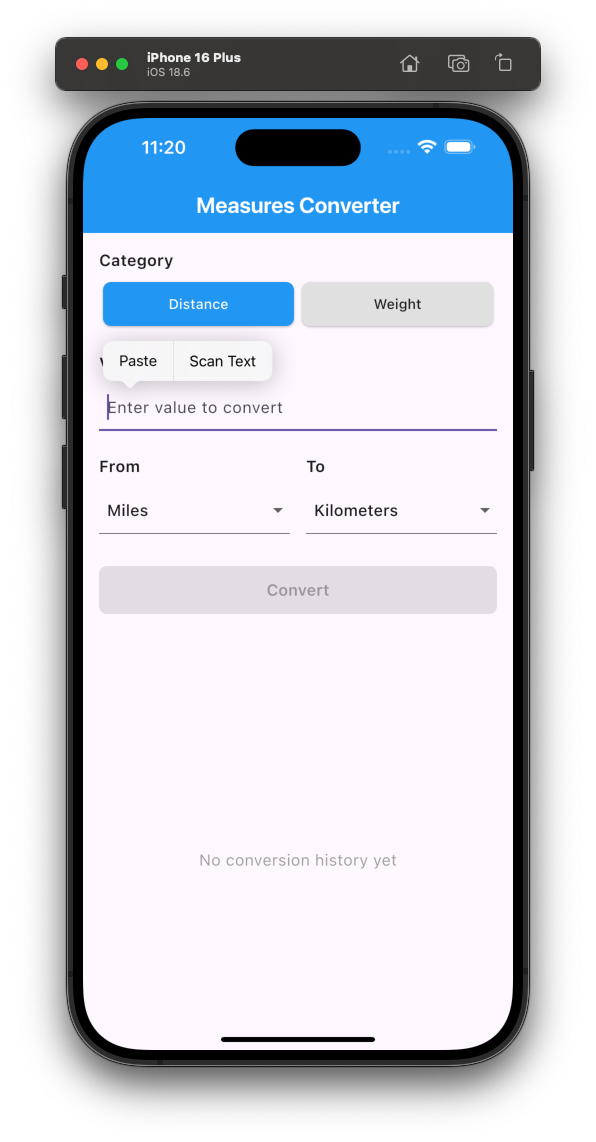 iPhone 16 Plus
iOS 18.6
11:20
Measures Converter
Category
Distance Weight
Paste Scan Text
Enter value to convert
From To
Miles Kilometers
Convert
No conversion history yet